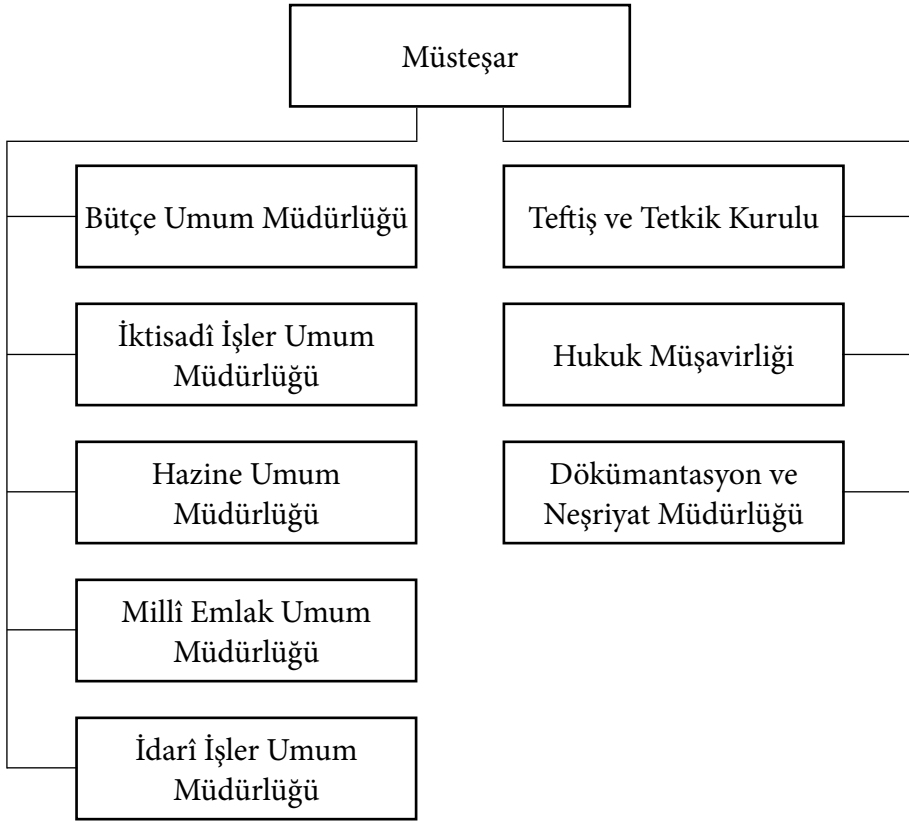 Müsteşar
Bütçe Umum Müdürlüğü
İktisadî İşler Umum
Müdürlüğü
Hazine Umum
Müdürlüğü
Millî Emlak Umum
Müdürlüğü
İdarî İşler Umum
Müdürlüğü
Teftiş ve Tetkik Kurulu
Hukuk Müşavirliği
Dökümantasyon ve
Neşriyat Müdürlüğü